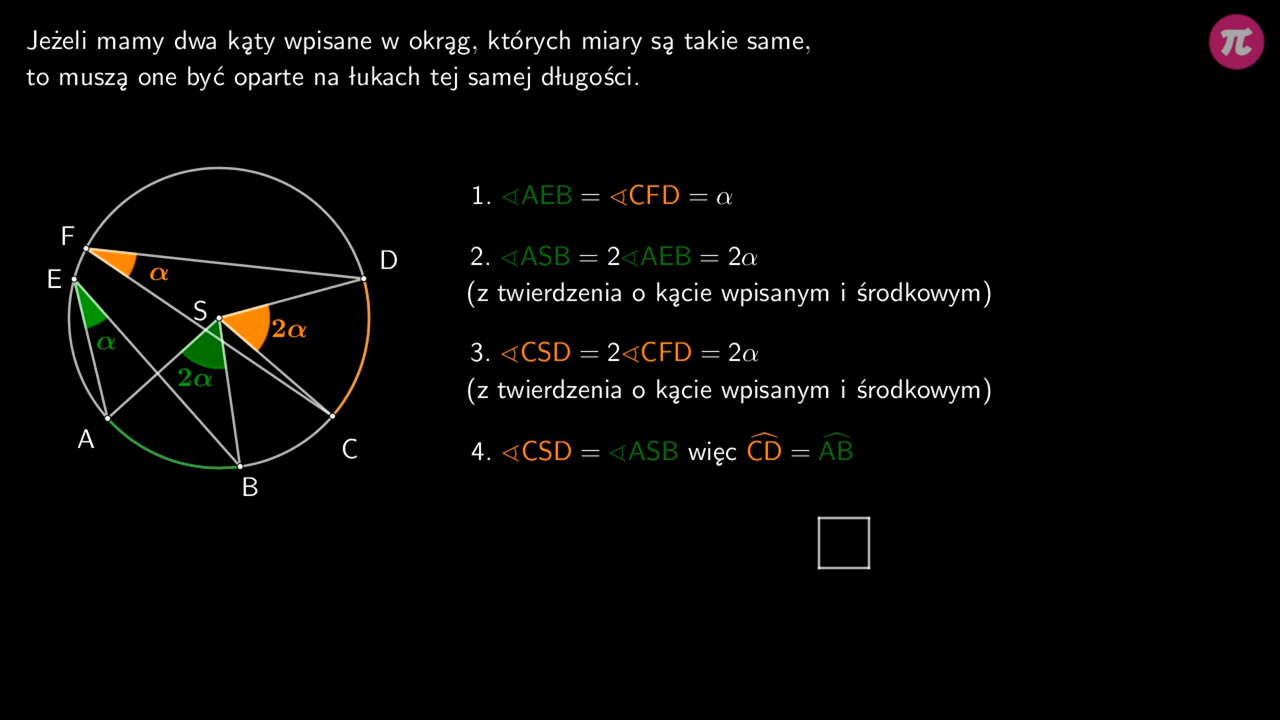 Jeżeli mamy dwa kąty wpisane w okrąg, których miary są takie same,
to muszą one być oparte na łukach tej samej długości.
π
F
D
E
α
S
α
2α
2α
A
C
B
1. ∢AEB = ∢CFD = α
2. ∢ASB = 2∢AEB = 2α
(z twierdzenia o kącie wpisanym i środkowym)
3. ∢CSD = 2∢CFD = 2α
(z twierdzenia o kącie wpisanym i środkowym)
4. ∢CSD = ∢ASB więc C͡D = A͡B